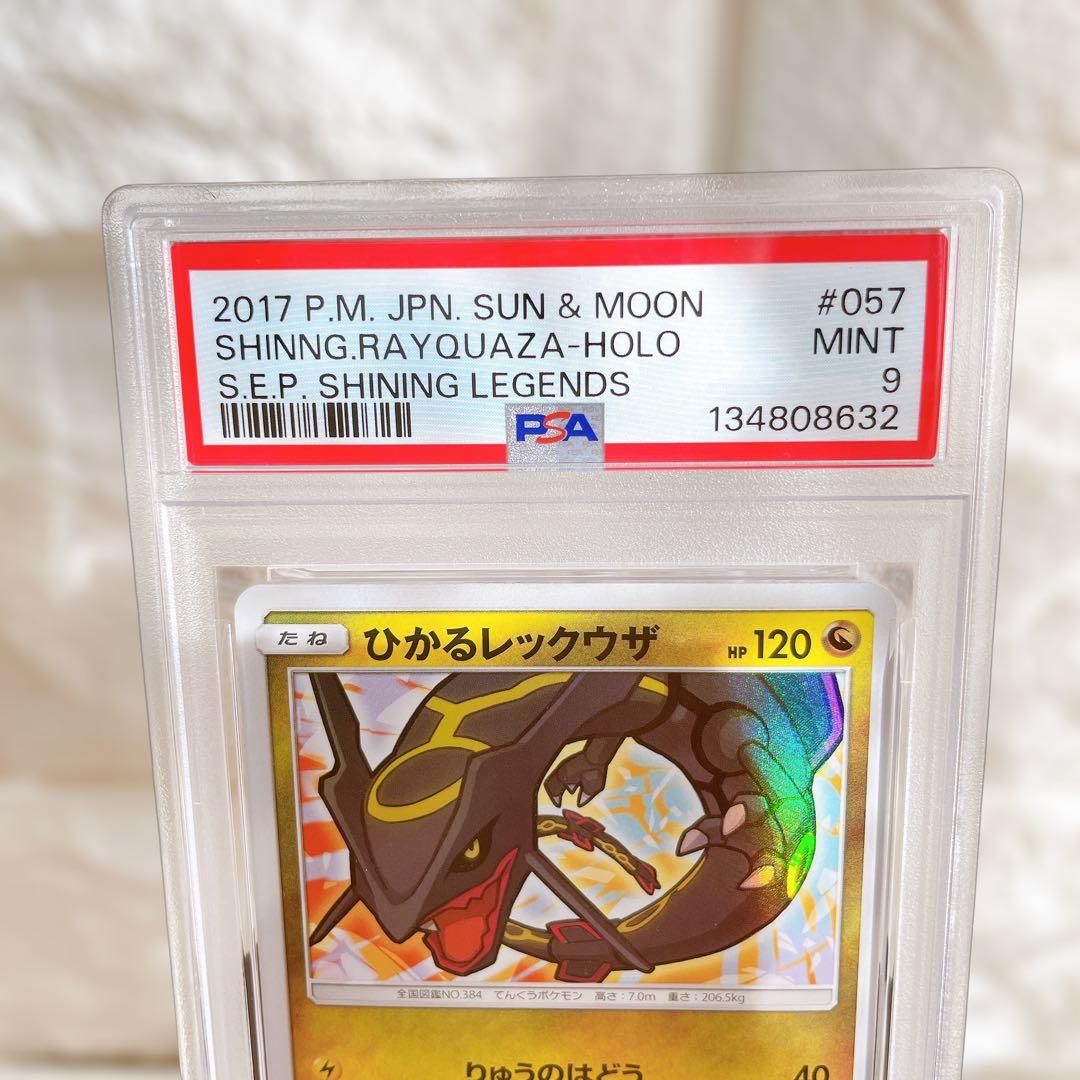 2017 P.M. JPN. SUN & MOON #057
SHINNG.RAYQUAZA-HOLO MINT
S.E.P. SHINING LEGENDS 9
PSA 134808632
たね ひかるレックウザ HP 120
全国図鑑NO.384 てんくうポケモン 高さ:7.0m 重さ:206.5kg
りゅうのはどう 40